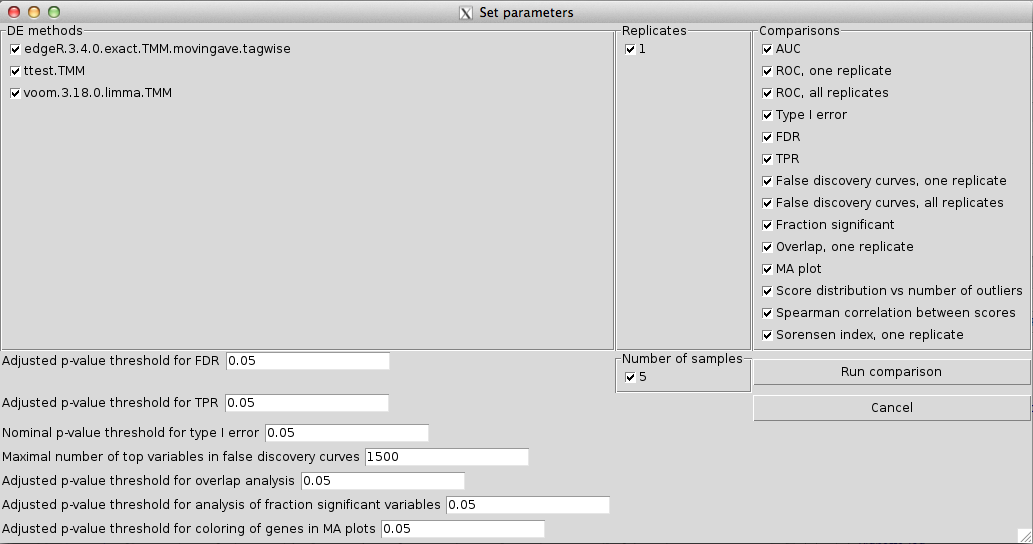 Set parameters
DE methods
edgeR.3.4.0.exact.TMM.movingave.tagwise
ttest.TMM
voom.3.18.0.limma.TMM
Replicates
1
Comparisons
AUC
ROC, one replicate
ROC, all replicates
Type I error
FDR
TPR
False discovery curves, one replicate
False discovery curves, all replicates
Fraction significant
Overlap, one replicate
MA plot
Score distribution vs number of outliers
Spearman correlation between scores
Sorensen index, one replicate
Adjusted p-value threshold for FDR 0.05
Adjusted p-value threshold for TPR 0.05
Nominal p-value threshold for type I error 0.05
Maximal number of top variables in false discovery curves 1500
Adjusted p-value threshold for overlap analysis 0.05
Adjusted p-value threshold for analysis of fraction significant variables 0.05
Adjusted p-value threshold for coloring of genes in MA plots 0.05
Number of samples
5
Run comparison
Cancel